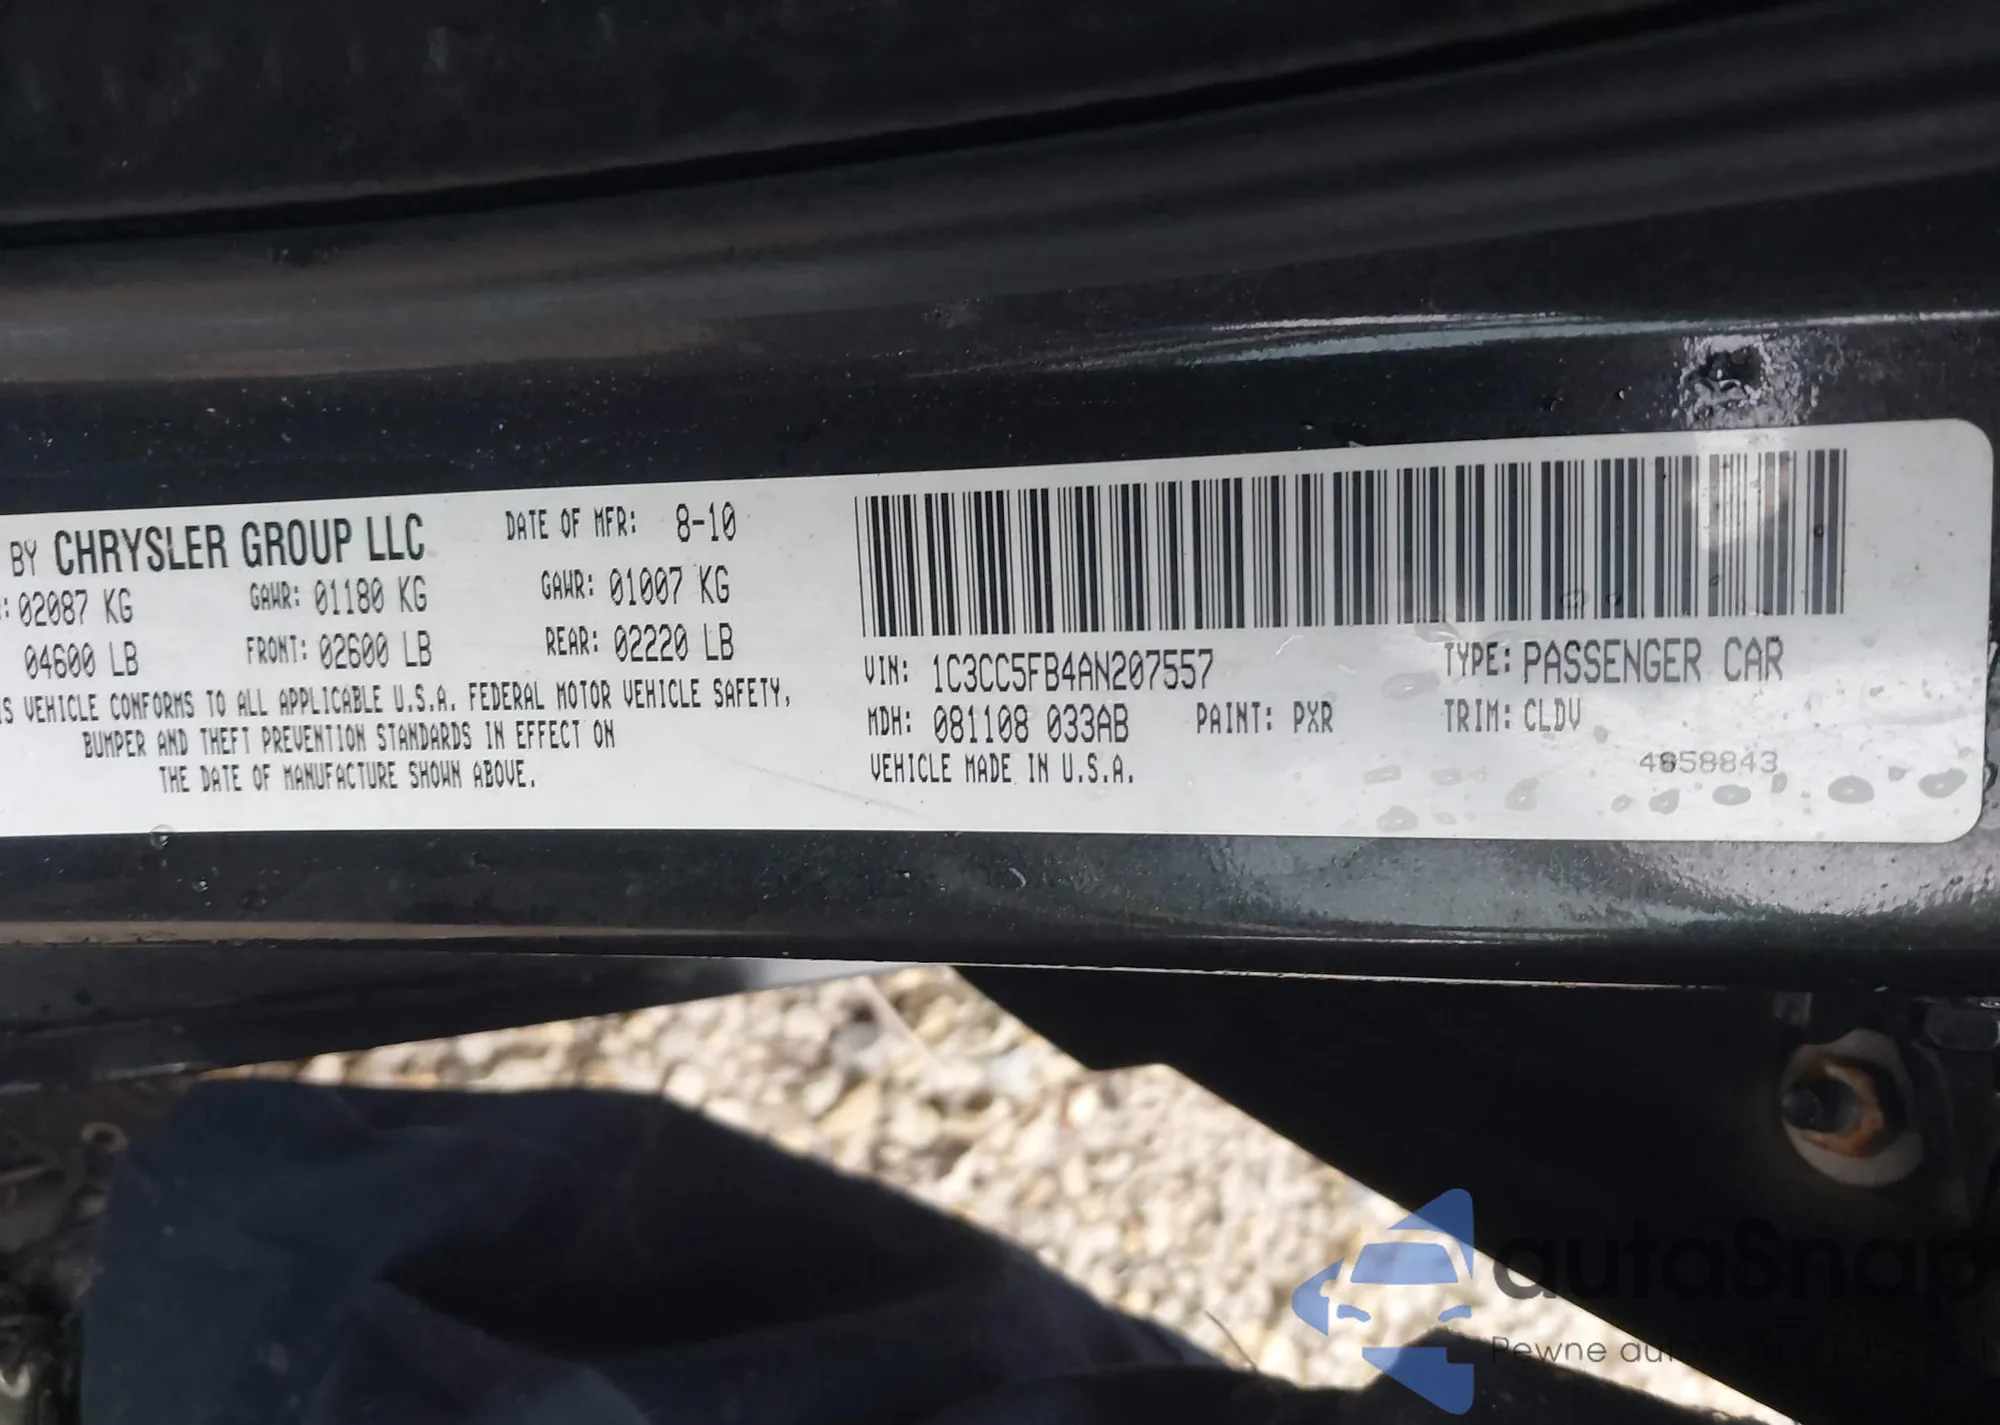 BY CHRYSLER GROUP LLC
DATE OF MFR: 8-10
02087 KG
GAWR: 01180 KG
GAWR: 01007 KG
04600 LB
FRONT: 02600 LB
REAR: 02220 LB
VEHICLE CONFORMS TO ALL APPLICABLE U.S.A. FEDERAL MOTOR VEHICLE SAFETY,
BUMPER AND THEFT PREVENTION STANDARDS IN EFFECT ON
THE DATE OF MANUFACTURE SHOWN ABOVE.
VIN: 1C3CC5FB4AN207557
TYPE: PASSENGER CAR
MDH: 081108 033AB
PAINT: PXR
TRIM: CLDV
VEHICLE MADE IN U.S.A.
4858843
autaSnap
Pewne